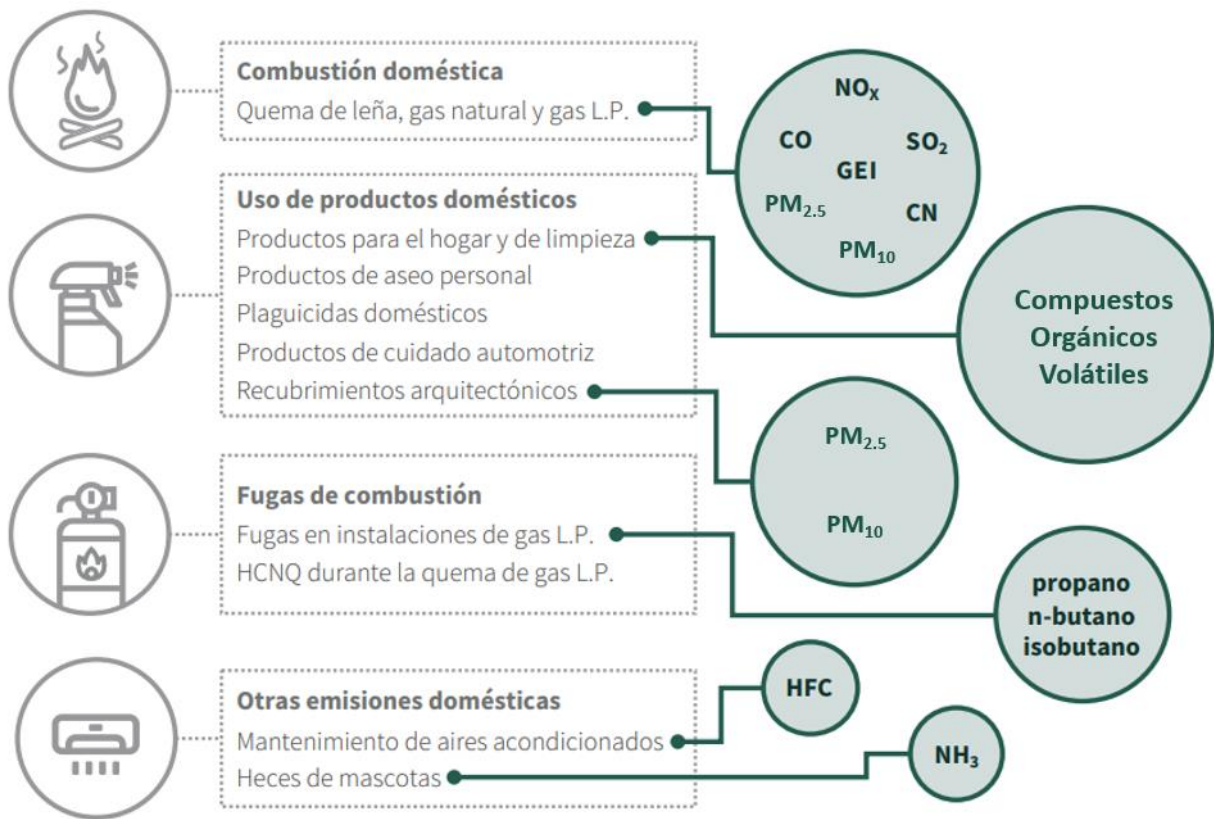 Combustión doméstica
Quema de leña, gas natural y gas L.P.
NOX
CO
SO2
GEI
PM2.5
CN
PM10
Uso de productos domésticos
Productos para el hogar y de limpieza
Productos de aseo personal
Plaguicidas domésticos
Productos de cuidado automotriz
Recubrimientos arquitectónicos
Compuestos
Orgánicos
Volátiles
PM2.5
PM10
Fugas de combustión
Fugas en instalaciones de gas L.P.
HCNQ durante la quema de gas L.P.
propano
n-butano
isobutano
Otras emisiones domésticas
Mantenimiento de aires acondicionados
Heces de mascotas
HFC
NH3